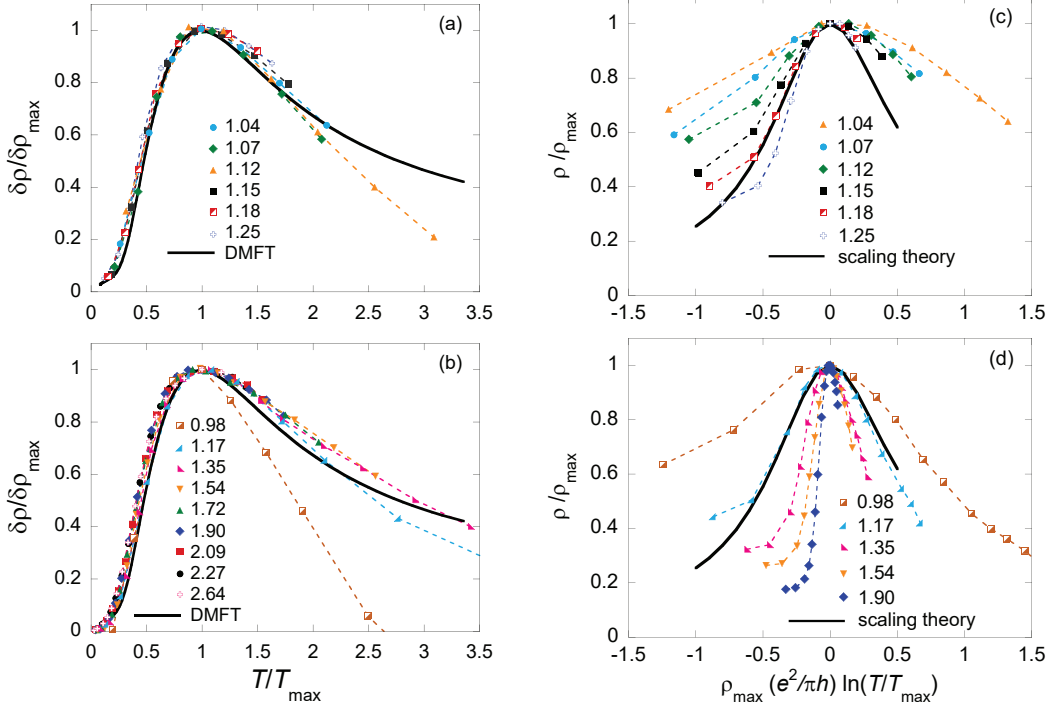 (a)
δρ/δρmax
1
0.8
0.6
0.4
0.2
0
1.04
1.07
1.12
1.15
1.18
1.25
DMFT
0 0.5 1 1.5 2 2.5 3 3.5
(c)
ρ /ρmax
1
0.8
0.6
0.4
0.2
0
1.04
1.07
1.12
1.15
1.18
1.25
scaling theory
-1.5 -1 -0.5 0 0.5 1 1.5
(b)
δρ/δρmax
1
0.8
0.6
0.4
0.2
0
0.98
1.17
1.35
1.54
1.72
1.90
2.09
2.27
2.64
DMFT
0 0.5 1 1.5 2 2.5 3 3.5
T/Tmax
(d)
ρ /ρmax
1
0.8
0.6
0.4
0.2
0
0.98
1.17
1.35
1.54
1.90
scaling theory
-1.5 -1 -0.5 0 0.5 1 1.5
ρmax (e²/πh) ln(T/Tmax)